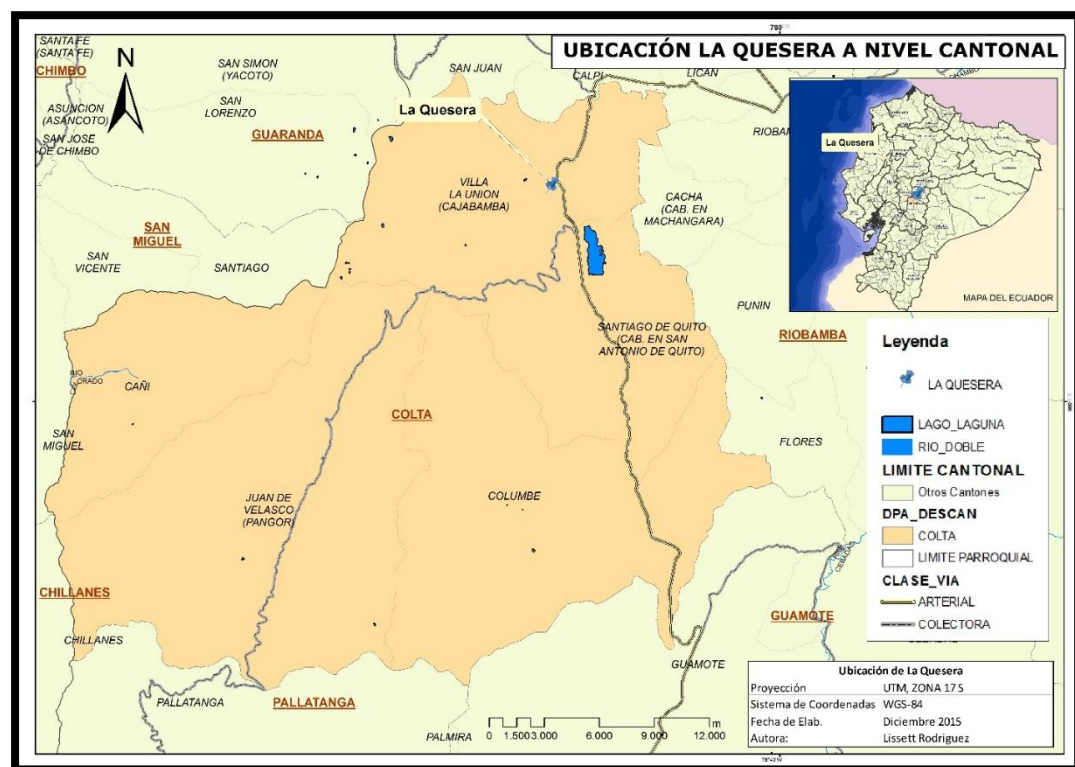 UBICACIÓN LA QUESERA A NIVEL CANTONAL
N
SANTA FE
(SANTA FE)
CHIMBO
SAN SIMON
(YACOTO)
SAN JUAN
CALPI
LICAN
ASUNCION
(ASANCOTO)
SAN
LORENZO
La Quesera
GUARANDA
SAN JOSE
DE CHIMBO
RIOBAMBA
VILLA
LA UNION
(CAJABAMBA)
CACHA
(CAB. EN
MACHANGARA)
SAN
MIGUEL
SAN
VICENTE
SANTIAGO
PUNIN
SANTIAGO DE QUITO
(CAB. EN SAN
ANTONIO DE QUITO)
RIOBAMBA
CAÑI
COLTA
SAN
MIGUEL
FLORES
JUAN DE
VELASCO
(PANGOR)
COLUMBE
CEBADAS
CHILLANES
GUAMOTE
CHILLANES
GUAMOTE
PALLATANGA
PALLATANGA
PALMIRA
0 1.500 3.000 6.000 9.000 12.000 m
La Quesera
MAPA DEL ECUADOR
Leyenda
LA QUESERA
LAGO_LAGUNA
RIO_DOBLE
LIMITE CANTONAL
Otros Cantones
DPA_DESCAN
COLTA
LIMITE PARROQUIAL
CLASE_VIA
ARTERIAL
COLECTORA
Ubicación de La Quesera
Proyección UTM, ZONA 17 S
Sistema de Coordenadas WGS-84
Fecha de Elab. Diciembre 2015
Autora: Lissett Rodriguez